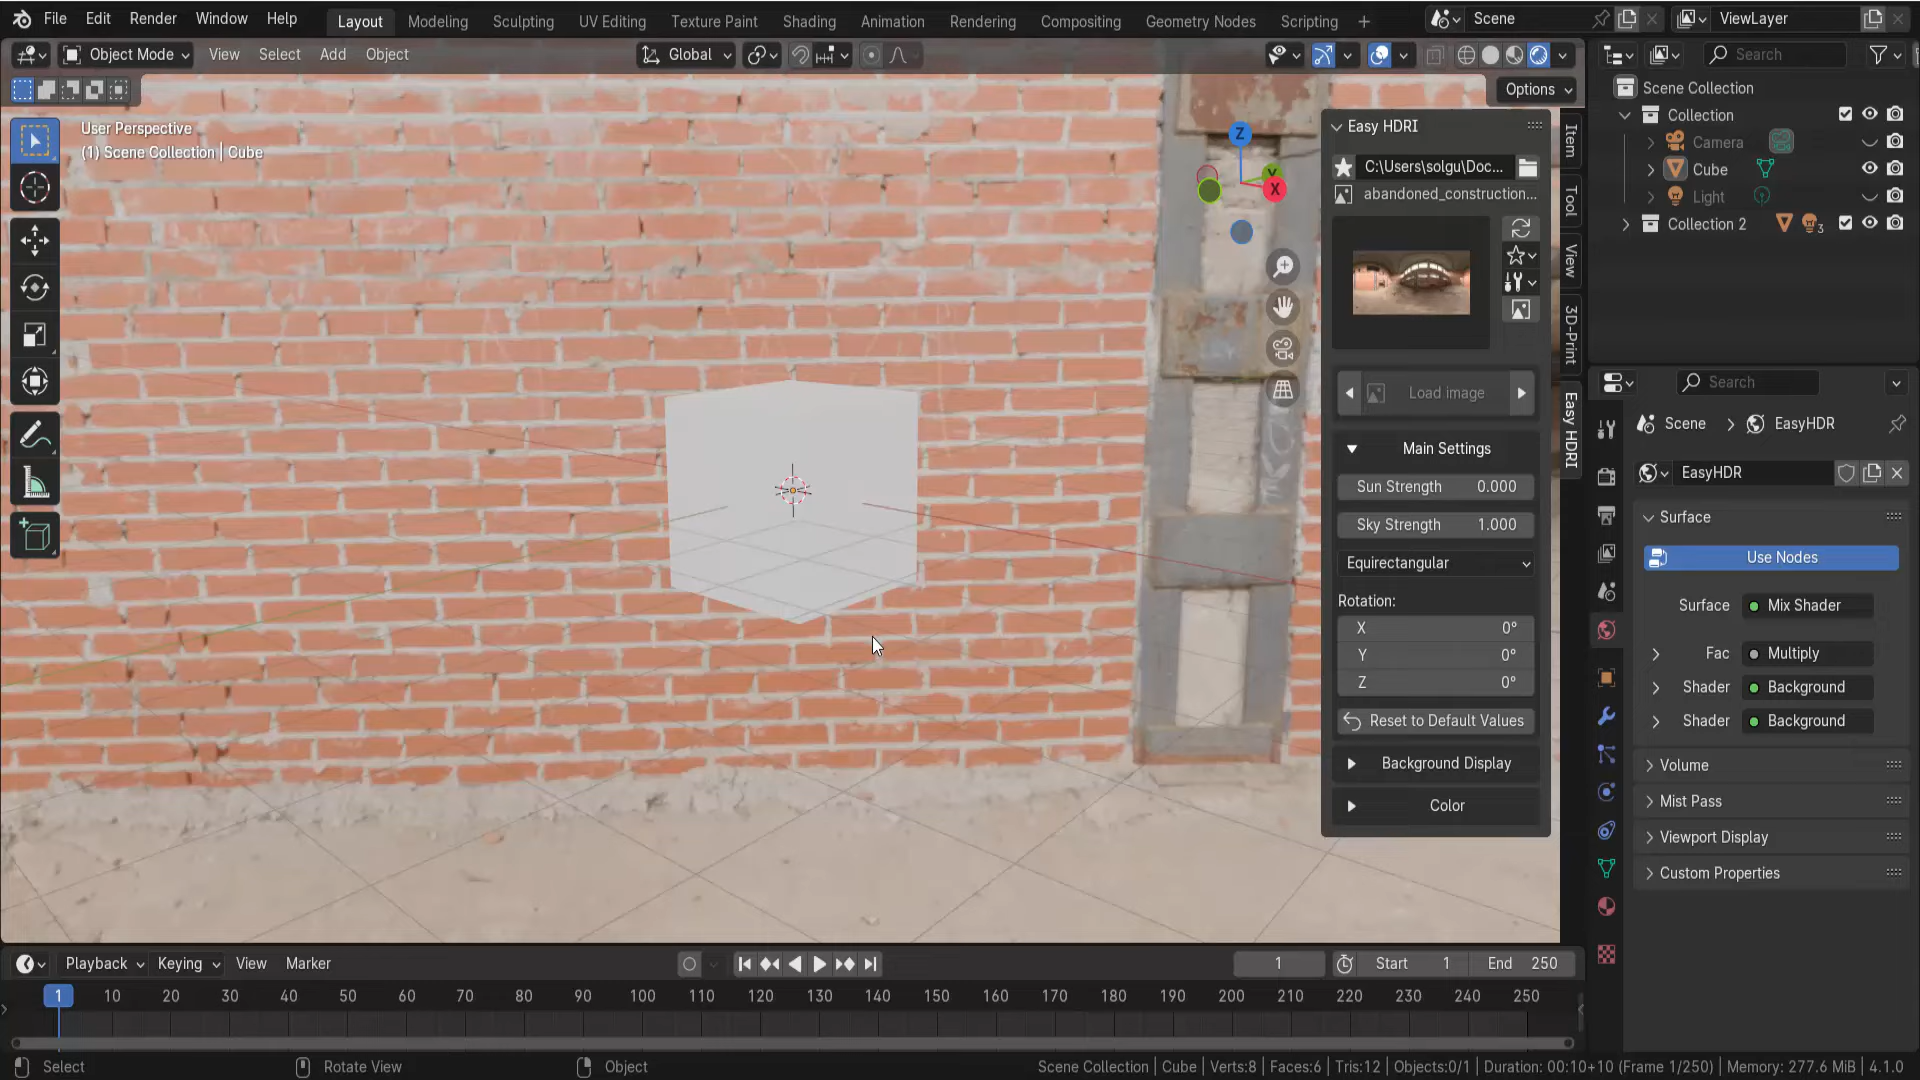 File Edit Render Window Help Layout Modeling Sculpting UV Editing Texture Paint Shading Animation Rendering Compositing Geometry Nodes Scripting + Scene ViewLayer
Object Mode View Select Add Object Global Search
Options
User Perspective
(1) Scene Collection | Cube
Z
Y
X
Easy HDRI
C:\Users\solgu\Doc...
abandoned_construction...
Load image
Main Settings
Sun Strength 0.000
Sky Strength 1.000
Equirectangular
Rotation:
X 0°
Y 0°
Z 0°
Reset to Default Values
Background Display
Color
Item
Tool
View
3D-Print
Easy HDRI
Scene Collection
Collection
Camera
Cube
Light
Collection 2 3
Search
Scene EasyHDR
EasyHDR
Surface
Use Nodes
Surface Mix Shader
Fac Multiply
Shader Background
Shader Background
Volume
Mist Pass
Viewport Display
Custom Properties
Playback Keying View Marker 1 Start 1 End 250
1 10 20 30 40 50 60 70 80 90 100 110 120 130 140 150 160 170 180 190 200 210 220 230 240 250
Select Rotate View Object Scene Collection | Cube | Verts:8 | Faces:6 | Tris:12 | Objects:0/1 | Duration: 00:10+10 (Frame 1/250) | Memory: 277.6 MiB | 4.1.0